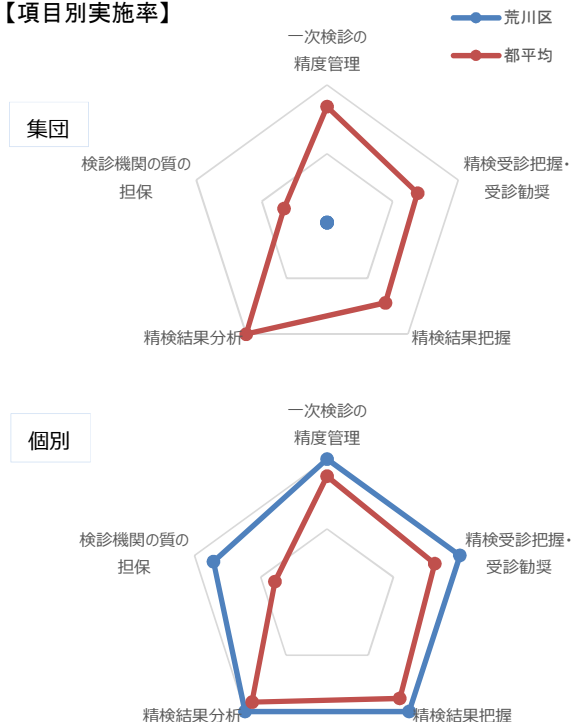 【項目別実施率】
荒川区
都平均
集団
一次検診の
精度管理
精検受診把握・
受診勧奨
精検結果把握
精検結果分析
検診機関の質の
担保
個別
一次検診の
精度管理
精検受診把握・
受診勧奨
精検結果把握
精検結果分析
検診機関の質の
担保